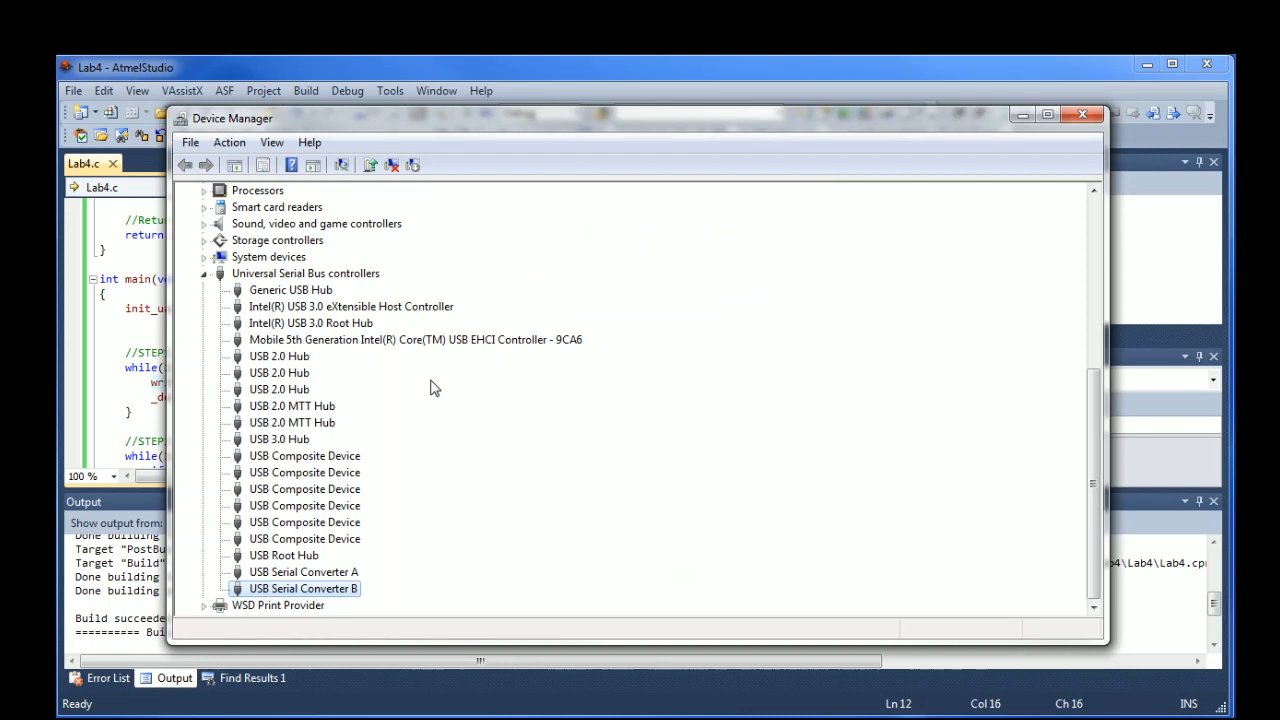 Lab4 - AtmelStudio
File Edit View VAssistX ASF Project Build Debug Tools Window Help
Device Manager
File Action View Help
Lab4.c
Lab4.c
Processors
Smart card readers
Sound, video and game controllers
Storage controllers
System devices
Universal Serial Bus controllers
Generic USB Hub
Intel(R) USB 3.0 eXtensible Host Controller
Intel(R) USB 3.0 Root Hub
Mobile 5th Generation Intel(R) Core(TM) USB EHCI Controller - 9CA6
USB 2.0 Hub
USB 2.0 Hub
USB 2.0 Hub
USB 2.0 MTT Hub
USB 2.0 MTT Hub
USB 3.0 Hub
USB Composite Device
USB Composite Device
USB Composite Device
USB Composite Device
USB Composite Device
USB Composite Device
USB Root Hub
USB Serial Converter A
USB Serial Converter B
WSD Print Provider
//Retu
return
}
int main(v
{
init_u
//STEP
while(
wr
_de
}
//STEP
while(
100 %
Output
Show output from:
Done building
Target "PostBu
Target "Build"
Done building
Done building
Build succeede
========== Bui
b4\Lab4\Lab4.cp
Error List Output Find Results 1
Ready Ln 12 Col 16 Ch 16 INS